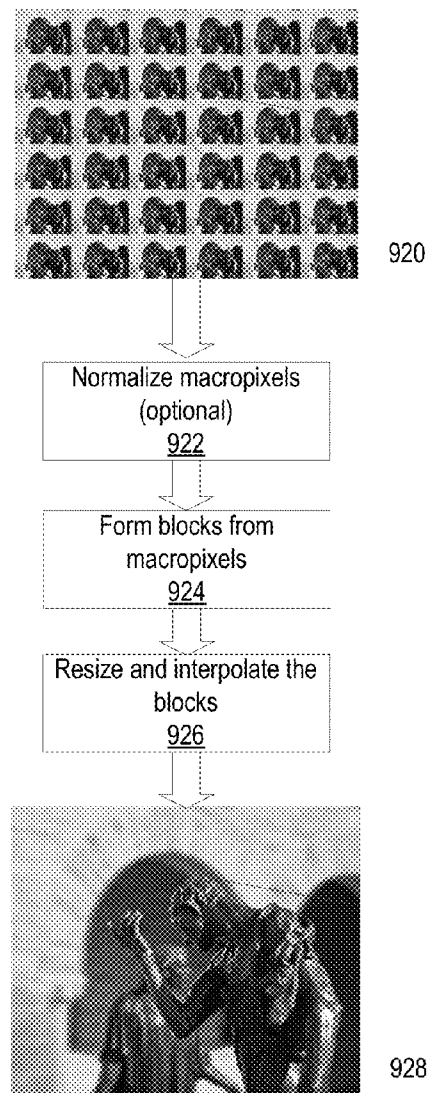 920
Normalize macropixels
(optional)
922
Form blocks from
macropixels
924
Resize and interpolate the
blocks
926
928